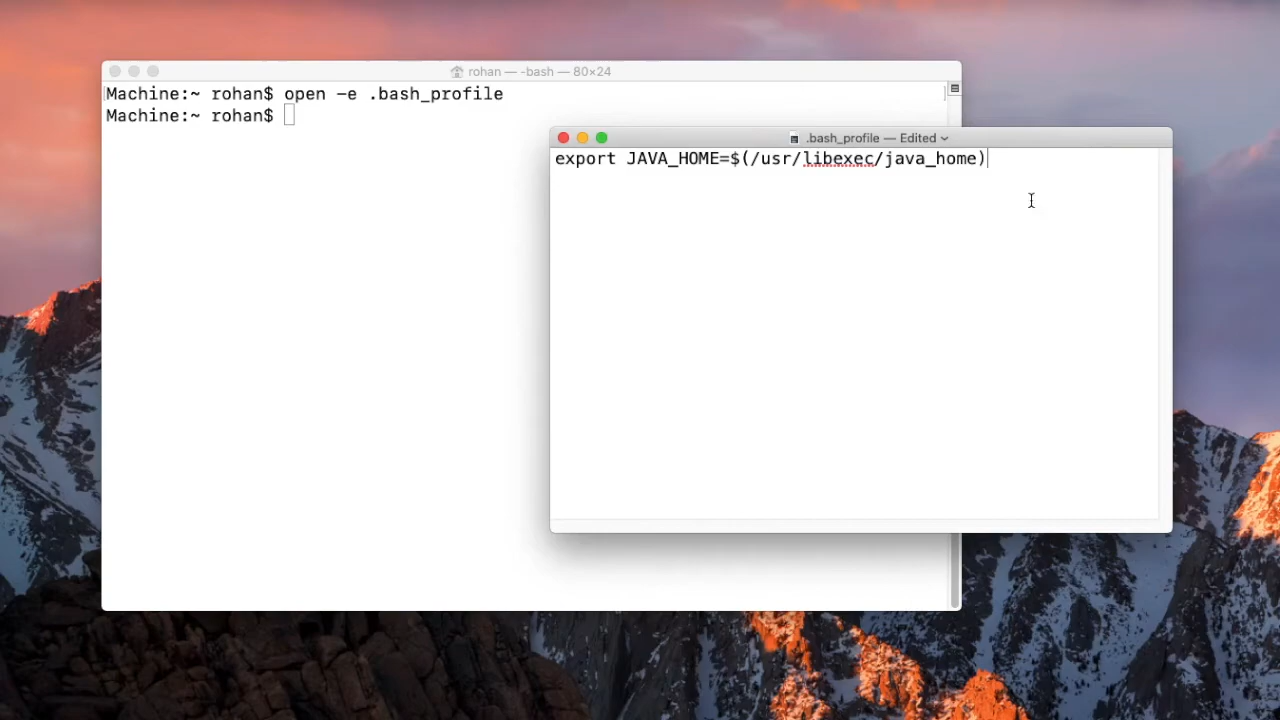 rohan — -bash — 80×24
Machine:~ rohan$ open -e .bash_profile
Machine:~ rohan$
.bash_profile — Edited
export JAVA_HOME=$(/usr/libexec/java_home)